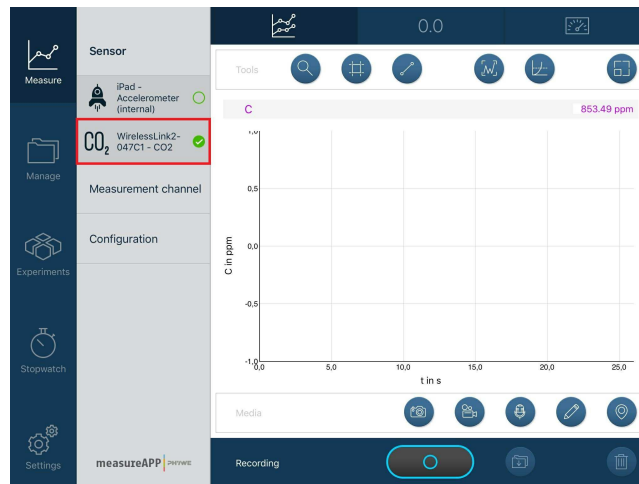 0.0
Measure
Sensor
iPad -
Accelerometer
(internal)
CO₂
WirelessLink2-
047C1 - CO2
Measurement channel
Configuration
Manage
Experiments
Stopwatch
Settings
measureAPP PHYWE
Tools
C
853.49 ppm
1,0
0,5
0,0
-0,5
-1,0
C in ppm
0,0
5,0
10,0
15,0
20,0
25,0
t in s
Media
Recording